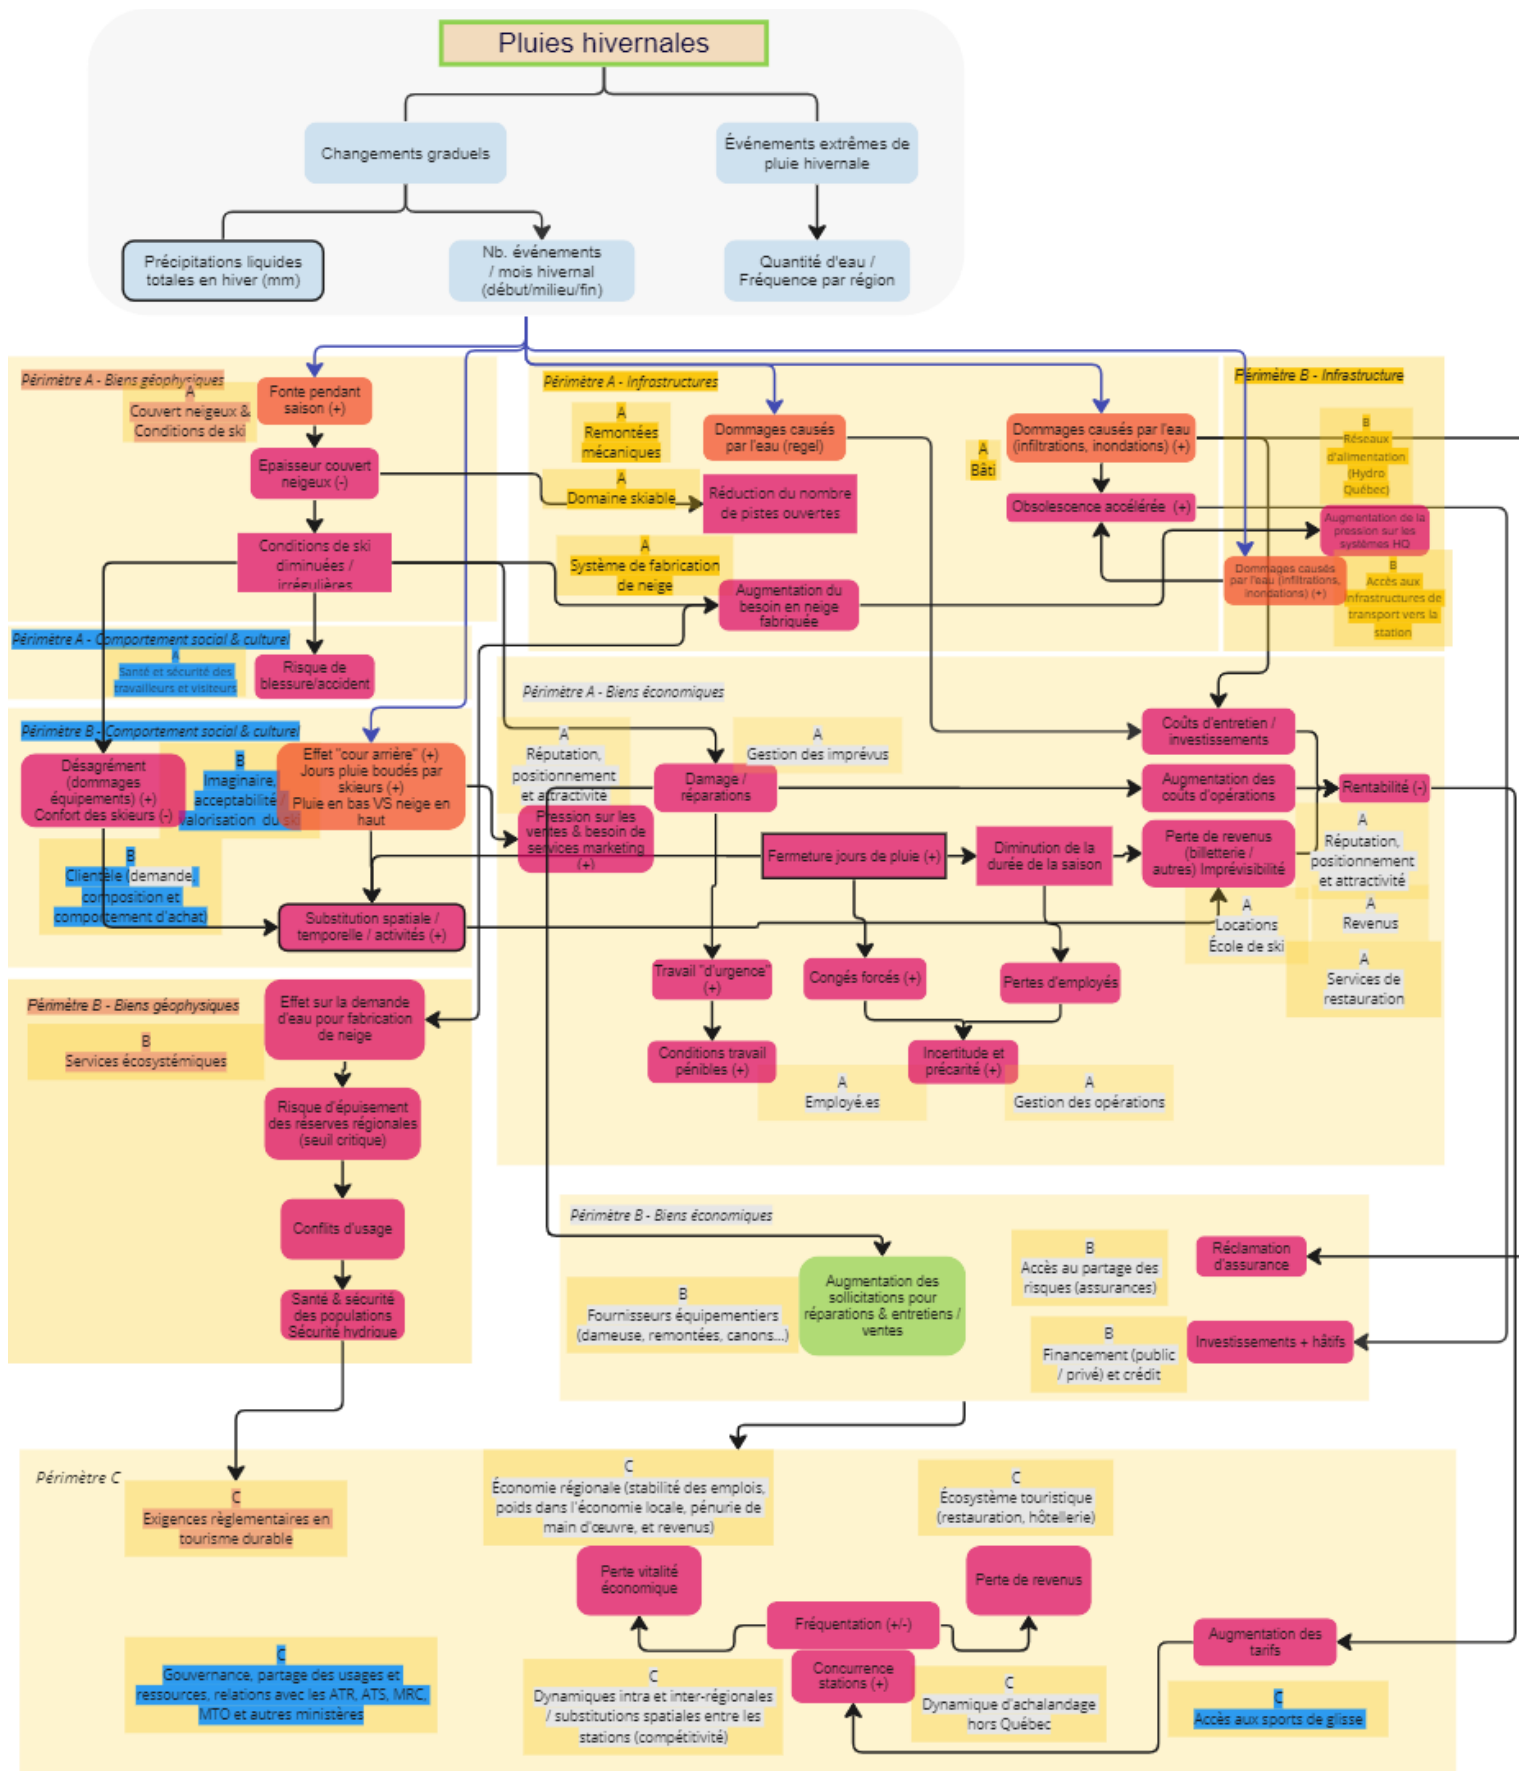 Pluies hivernales
Changements graduels
Événements extrêmes de
pluie hivernale
Précipitations liquides
totales en hiver (mm)
Nb. événements
/ mois hivernal
(début/milieu/fin)
Quantité d'eau /
Fréquence par région
Périmètre A - Biens géophysiques
A
Couvert neigeux &
Conditions de ski
Fonte pendant
saison (+)
Epaisseur couvert
neigeux (-)
Conditions de ski
diminuées /
irrégulières
Périmètre A - Infrastructures
A
Remontées
mécaniques
Dommages causés
par l'eau (regel)
A
Domaine skiable
Réduction du nombre
de pistes ouvertes
A
Système de fabrication
de neige
Augmentation du
besoin en neige
fabriquée
A
Bâti
Dommages causés par l'eau
(infiltrations, inondations) (+)
Obsolescence accélérée (+)
Périmètre B - Infrastructure
B
Réseaux
d'alimentation
(Hydro
Québec)
Augmentation de la
pression sur les
systèmes HQ
Dommages causés
par l'eau (infiltrations,
inondations) (+)
B
Accès aux
infrastructures de
transport vers la
station
Périmètre A - Comportement social & culturel
A
Santé et sécurité des
travailleurs et visiteurs
Risque de
blessure/accident
Périmètre B - Comportement social & culturel
Désagrément
(dommages
équipements) (+)
Confort des skieurs (-)
B
Imaginaire,
acceptabilité /
valorisation du ski
Effet "cour arrière" (+)
Jours pluie boudés par
skieurs (+)
Pluie en bas VS neige en
haut
B
Clientèle (demande,
composition et
comportement d'achat)
Substitution spatiale /
temporelle / activités (+)
Périmètre A - Biens économiques
A
Réputation,
positionnement
et attractivité
A
Gestion des imprévus
Damage /
réparations
Pression sur les
ventes & besoin de
services marketing
(+)
Fermeture jours de pluie (+)
Diminution de la
durée de la saison
Coûts d'entretien /
investissements
Augmentation des
coûts d'opérations
Perte de revenus
(billetterie /
autres) Imprévisibilité
Rentabilité (-)
A
Réputation,
positionnement
et attractivité
A
Locations
École de ski
A
Revenus
A
Services de
restauration
Travail "d'urgence"
(+)
Congés forcés (+)
Pertes d'employés
Conditions travail
pénibles (+)
Incertitude et
précarité (+)
A
Employé.es
A
Gestion des opérations
Périmètre B - Biens géophysiques
B
Services écosystémiques
Effet sur la demande
d'eau pour fabrication
de neige
Risque d'épuisement
des réserves régionales
(seuil critique)
Conflits d'usage
Santé & sécurité
des populations
Sécurité hydrique
Périmètre B - Biens économiques
B
Fournisseurs équipementiers
(dameuse, remontées, canons...)
Augmentation des
sollicitations pour
réparations & entretiens /
ventes
B
Accès au partage des
risques (assurances)
Réclamation
d'assurance
B
Financement (public
/ privé) et crédit
Investissements + hâtifs
Périmètre C
C
Exigences règlementaires en
tourisme durable
C
Économie régionale (stabilité des emplois,
poids dans l'économie locale, pénurie de
main d'œuvre, et revenus)
C
Écosystème touristique
(restauration, hôtellerie)
Perte vitalité
économique
Perte de revenus
Fréquentation (+/-)
Concurrence
stations (+)
Augmentation des
tarifs
C
Gouvernance, partage des usages et
ressources, relations avec les ATR, ATS, MRC,
MTO et autres ministères
C
Dynamiques intra et inter-régionales
/ substitutions spatiales entre les
stations (compétitivité)
C
Dynamique d'achalandage
hors Québec
C
Accès aux sports de glisse